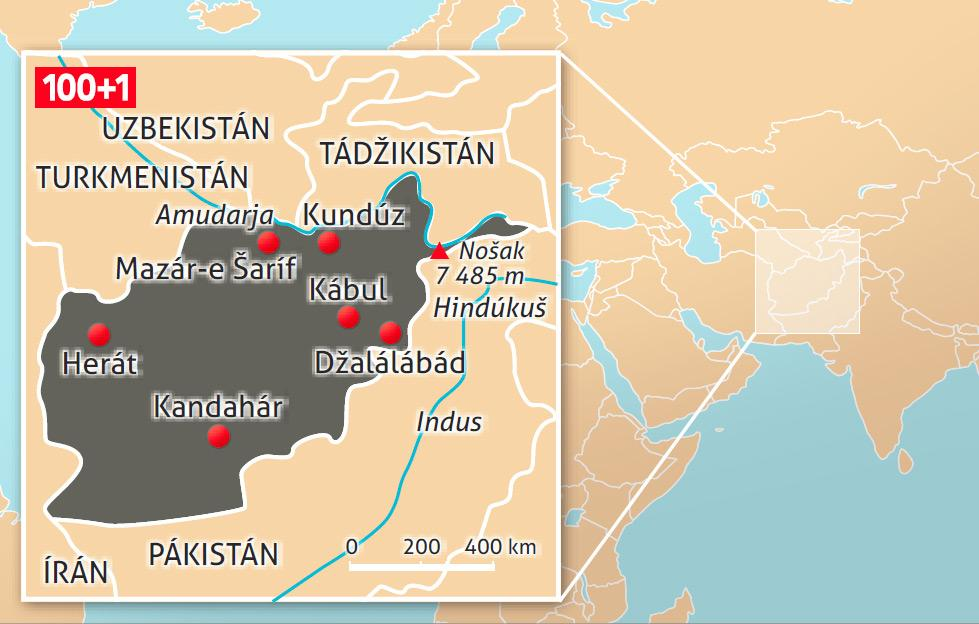 100+1
UZBEKISTÁN
TÁDŽIKISTÁN
TURKMENISTÁN
Amudarja
Kundúz
Nošak
7 485 m
Mazár-e Šaríf
Kábul
Hindúkuš
Herát
Džalálábád
Kandahár
Indus
PÁKISTÁN
0 200 400 km
ÍRÁN